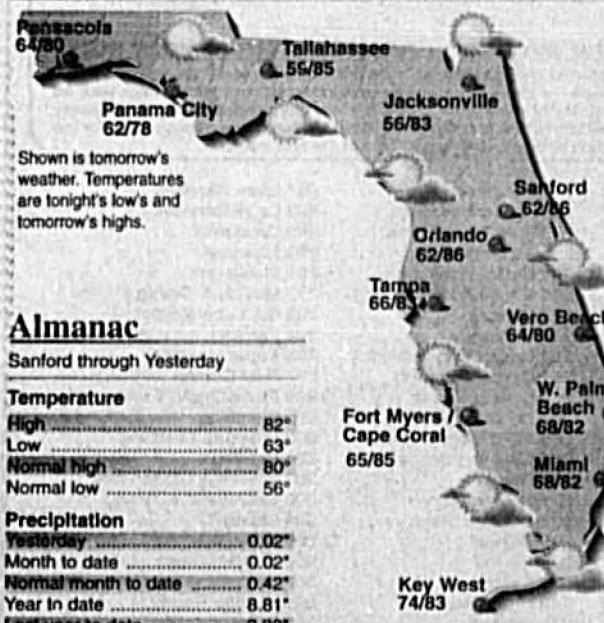 Pensacola
64/80
Tallahassee
59/85
Panama City
62/78
Jacksonville
56/83
Shown is tomorrow's
weather. Temperatures
are tonight's low's and
tomorrow's highs.
Sanford
62/86
Orlando
62/86
Tampa
66/83
Vero Beach
64/80
Almanac
Sanford through Yesterday
Temperature
High ........................ 82°
Low ........................ 63°
Normal high ........................ 80°
Normal low ........................ 56°
W. Palm
Beach
68/82
Fort Myers /
Cape Coral
65/85
Miami
68/82
Precipitation
Yesterday ........................ 0.02"
Month to date ........................ 0.02"
Normal month to date .......... 0.42"
Year to date ........................ 8.81"
Key West
74/83